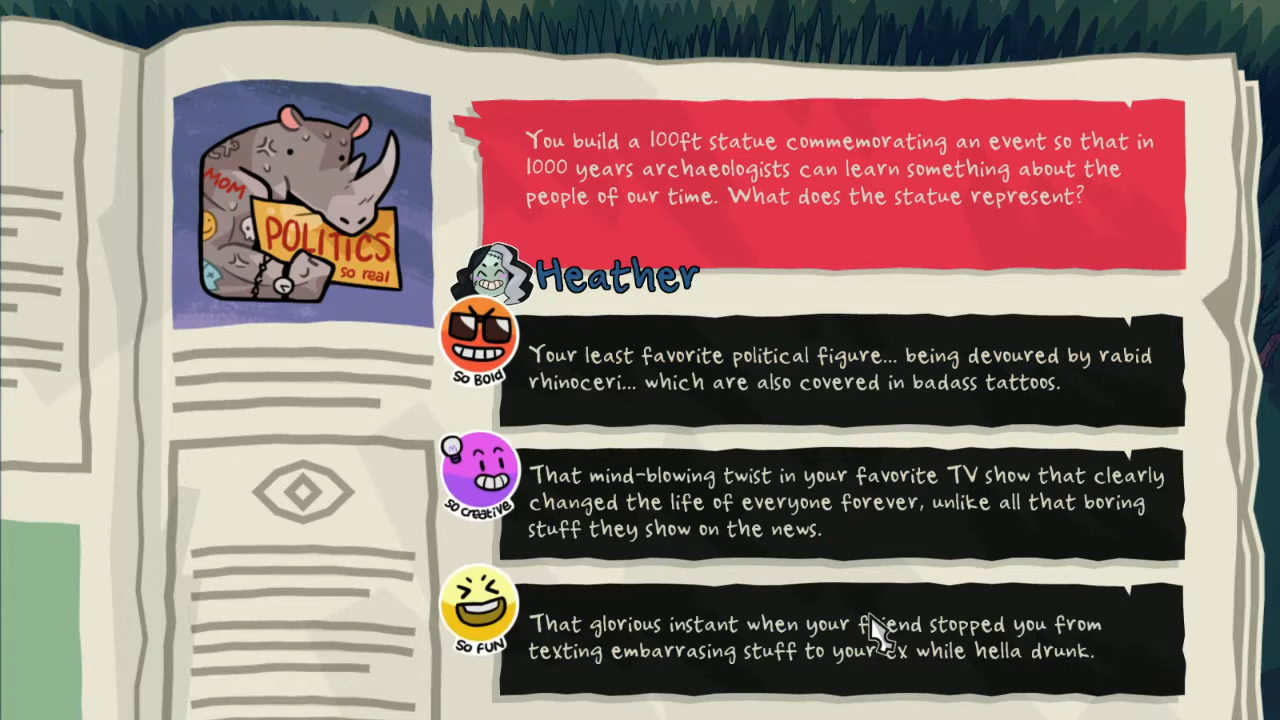 MOM
POLITICS
so real
You build a 100ft statue commemorating an event so that in
1000 years archaeologists can learn something about the
people of our time. What does the statue represent?
Heather
So Bold
Your least favorite political figure... being devoured by rabid
rhinoceri... which are also covered in badass tattoos.
So creative
That mind-blowing twist in your favorite TV show that clearly
changed the life of everyone forever, unlike all that boring
stuff they show on the news.
So FUN
That glorious instant when your friend stopped you from
texting embarrasing stuff to your ex while hella drunk.